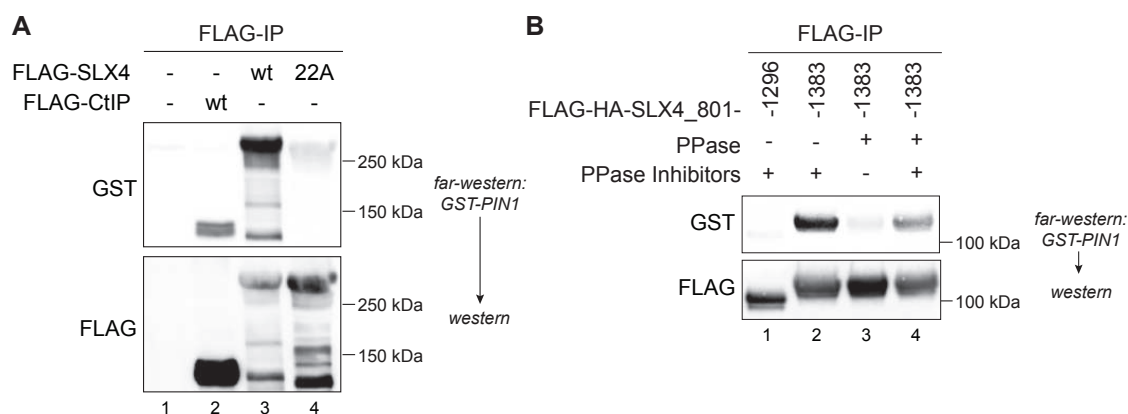 A
FLAG-IP
FLAG-SLX4 - - wt 22A
FLAG-CtIP - wt - -
GST
250 kDa
150 kDa
far-western:
GST-PIN1
FLAG
250 kDa
150 kDa
western
1 2 3 4
B
FLAG-IP
FLAG-HA-SLX4_801- -1296 -1383 -1383 -1383
PPase - - + +
PPase Inhibitors + + - +
GST
100 kDa
far-western:
GST-PIN1
FLAG
100 kDa
western
1 2 3 4